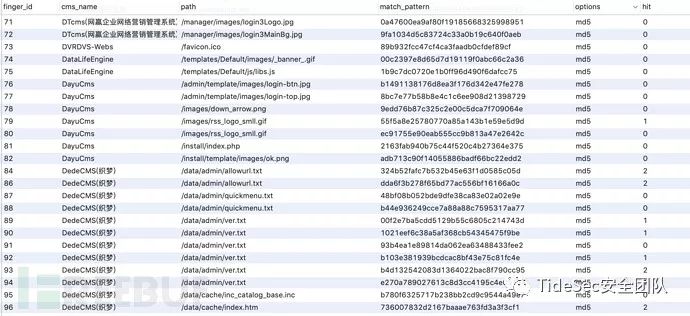 finger_id cms_name path match_pattern options hit
71 DTcms(网赢企业网络营销管理系统) /manager/images/login3Logo.jpg 0a47600ea9af80f19185668325998951 md5 0
72 DTcms(网赢企业网络营销管理系统) /manager/images/login3MainBg.jpg 9fa1034d5c83724c33a0b19c640f0aeb md5 0
73 DVRDVS-Webs /favicon.ico 89b932fcc47cf4ca3faadb0cfdef89cf md5 0
74 DataLifeEngine /templates/Default/images/_banner_.gif 00c2397e8d65d7d19119f0abc66c2a36 md5 0
75 DataLifeEngine /templates/Default/js/libs.js 1b9c7dc0720e1b0ff96d490f6dafcc75 md5 0
76 DayuCms /admin/template/images/login-btn.jpg b1491138176d8ea3f176d342e47fe278 md5 0
77 DayuCms /admin/template/images/login-top.jpg 8bc7e77b58b8e4c1c6ee908d21398729 md5 0
78 DayuCms /images/down_arrow.png 9edd76b87c325c2e00c5dca7f709064e md5 0
79 DayuCms /images/rss_logo_smll.gif 55f5a8e25780770a85a143b1e59e5d9d md5 1
80 DayuCms /images/rss_logo_smll.gif ec91755e90eab555cc9b813a47e2642c md5 0
81 DayuCms /install/index.php 2163fab940b75c44f520c4b27364e375 md5 0
82 DayuCms /install/template/images/ok.png adb713c90f14055886badf66bc22edd2 md5 0
84 DedeCMS(织梦) /data/admin/allowurl.txt 324b52fafc7b532b45e63f1d0585c05d md5 2
86 DedeCMS(织梦) /data/admin/allowurl.txt dda6f3b278f65bd77ac556bf16166a0c md5 2
87 DedeCMS(织梦) /data/admin/quickmenu.txt 48bf08b052bde9dfe38ca83e02a02e9e md5 0
88 DedeCMS(织梦) /data/admin/quickmenu.txt b44e936249cce7a88a88c7595317aa77 md5 0
89 DedeCMS(织梦) /data/admin/ver.txt 00f2e7ba5cdd5129b55c6805c214743d md5 1
90 DedeCMS(织梦) /data/admin/ver.txt 1021eef6c38a5af368cb54345475f9be md5 1
91 DedeCMS(织梦) /data/admin/ver.txt 93b4ea1e89814da062ea63488433fee2 md5 0
92 DedeCMS(织梦) /data/admin/ver.txt b103e381939bcdcac8bf43e75c81fc4e md5 1
93 DedeCMS(织梦) /data/admin/ver.txt b4d132542083d1364022bac8f790cc95 md5 2
94 DedeCMS(织梦) /data/admin/ver.txt md5 1
95 DedeCMS(织梦) /data/cache/inc_catalog_base.inc md5 0
96 DedeCMS(织梦) /data/cache/index.htm 736007832d2167baaae763fd3a3f3cf1 md5 2
TideSec安全团队